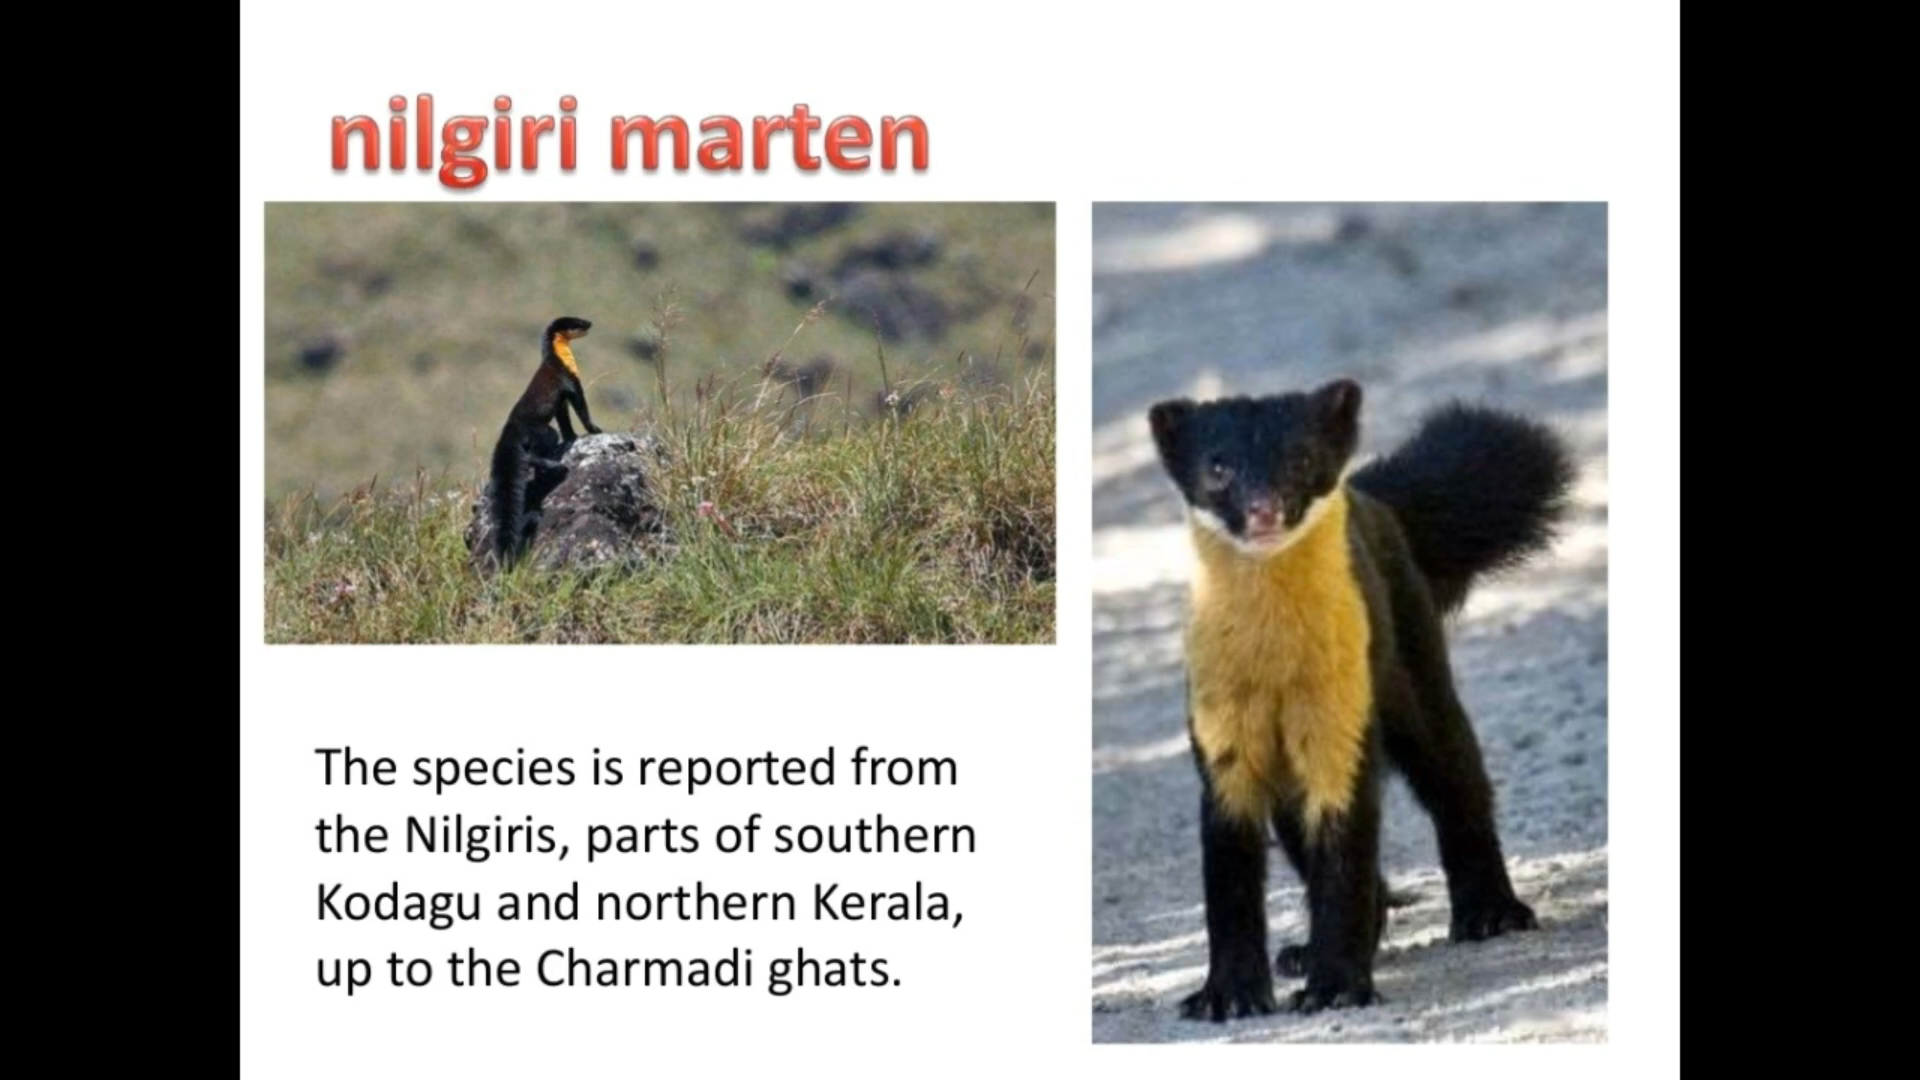 nilgiri marten
The species is reported from
the Nilgiris, parts of southern
Kodagu and northern Kerala,
up to the Charmadi ghats.